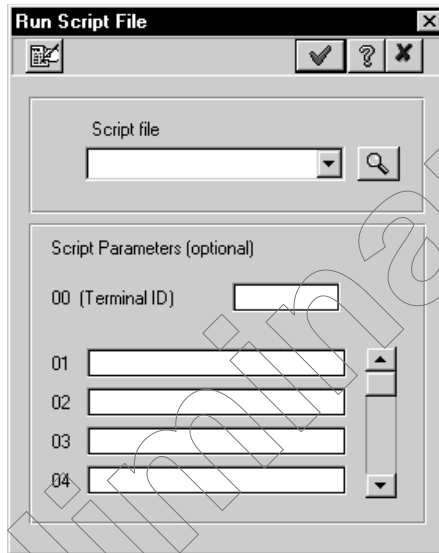 Run Script File
Script file
Script Parameters (optional)
00 (Terminal ID)
01
02
03
04